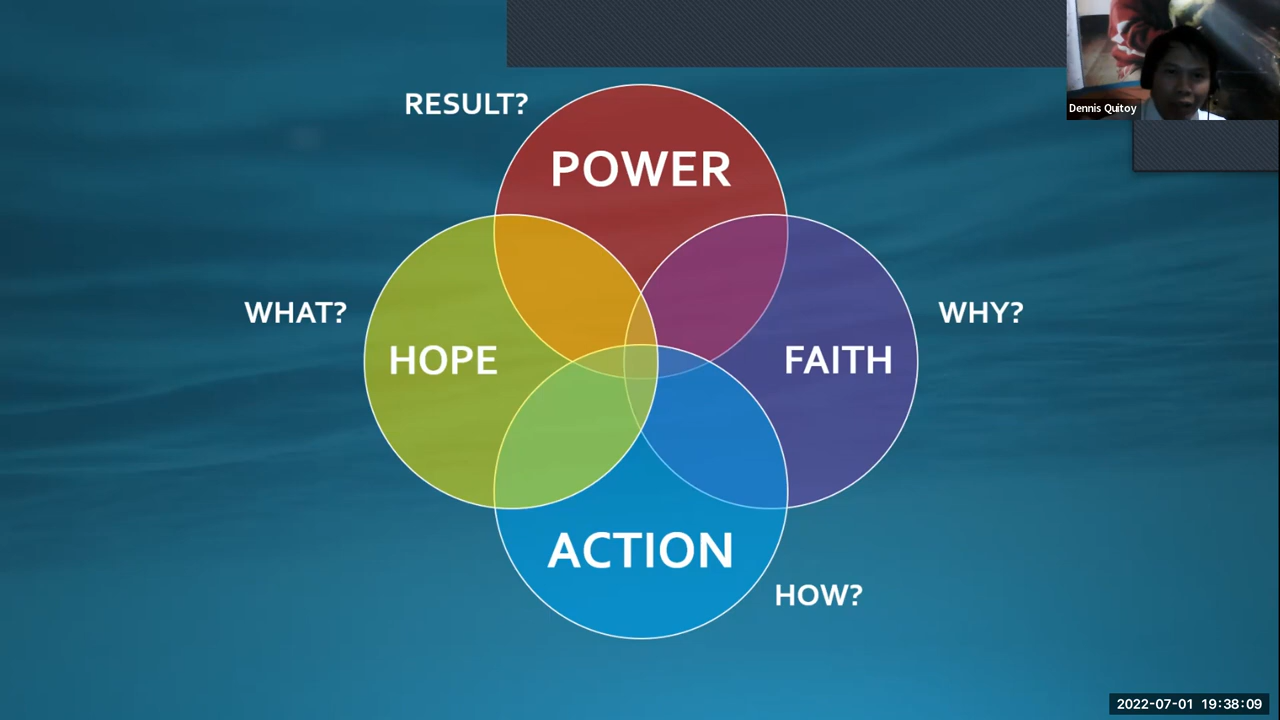 Dennis Quitoy
RESULT?
POWER
WHAT?
WHY?
HOPE
FAITH
ACTION
HOW?
2022-07-01 19:38:09